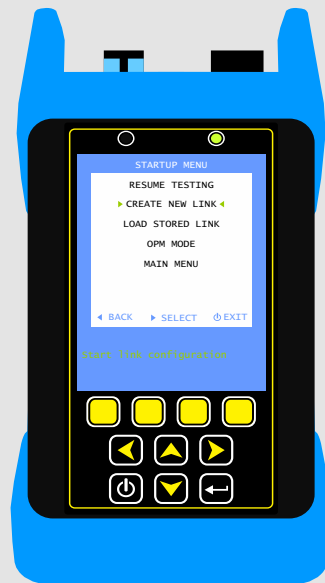 STARTUP MENU
RESUME TESTING
CREATE NEW LINK
LOAD STORED LINK
OPM MODE
MAIN MENU
BACK SELECT EXIT
Start link configuration